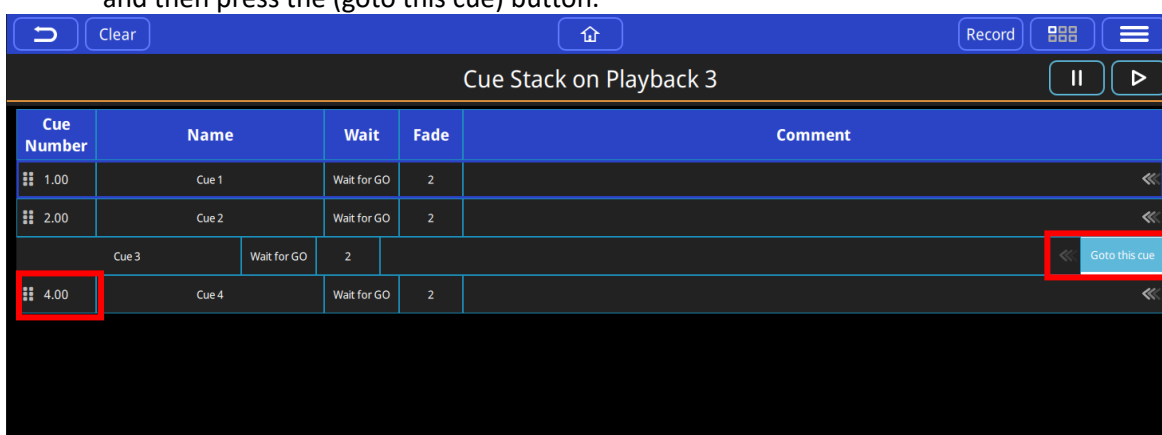 and then press the (goto this cue) button.
Clear Record
Cue Stack on Playback 3
Cue Number Name Wait Fade Comment
1.00 Cue 1 Wait for GO 2
2.00 Cue 2 Wait for GO 2
Cue 3 Wait for GO 2 Goto this cue
4.00 Cue 4 Wait for GO 2